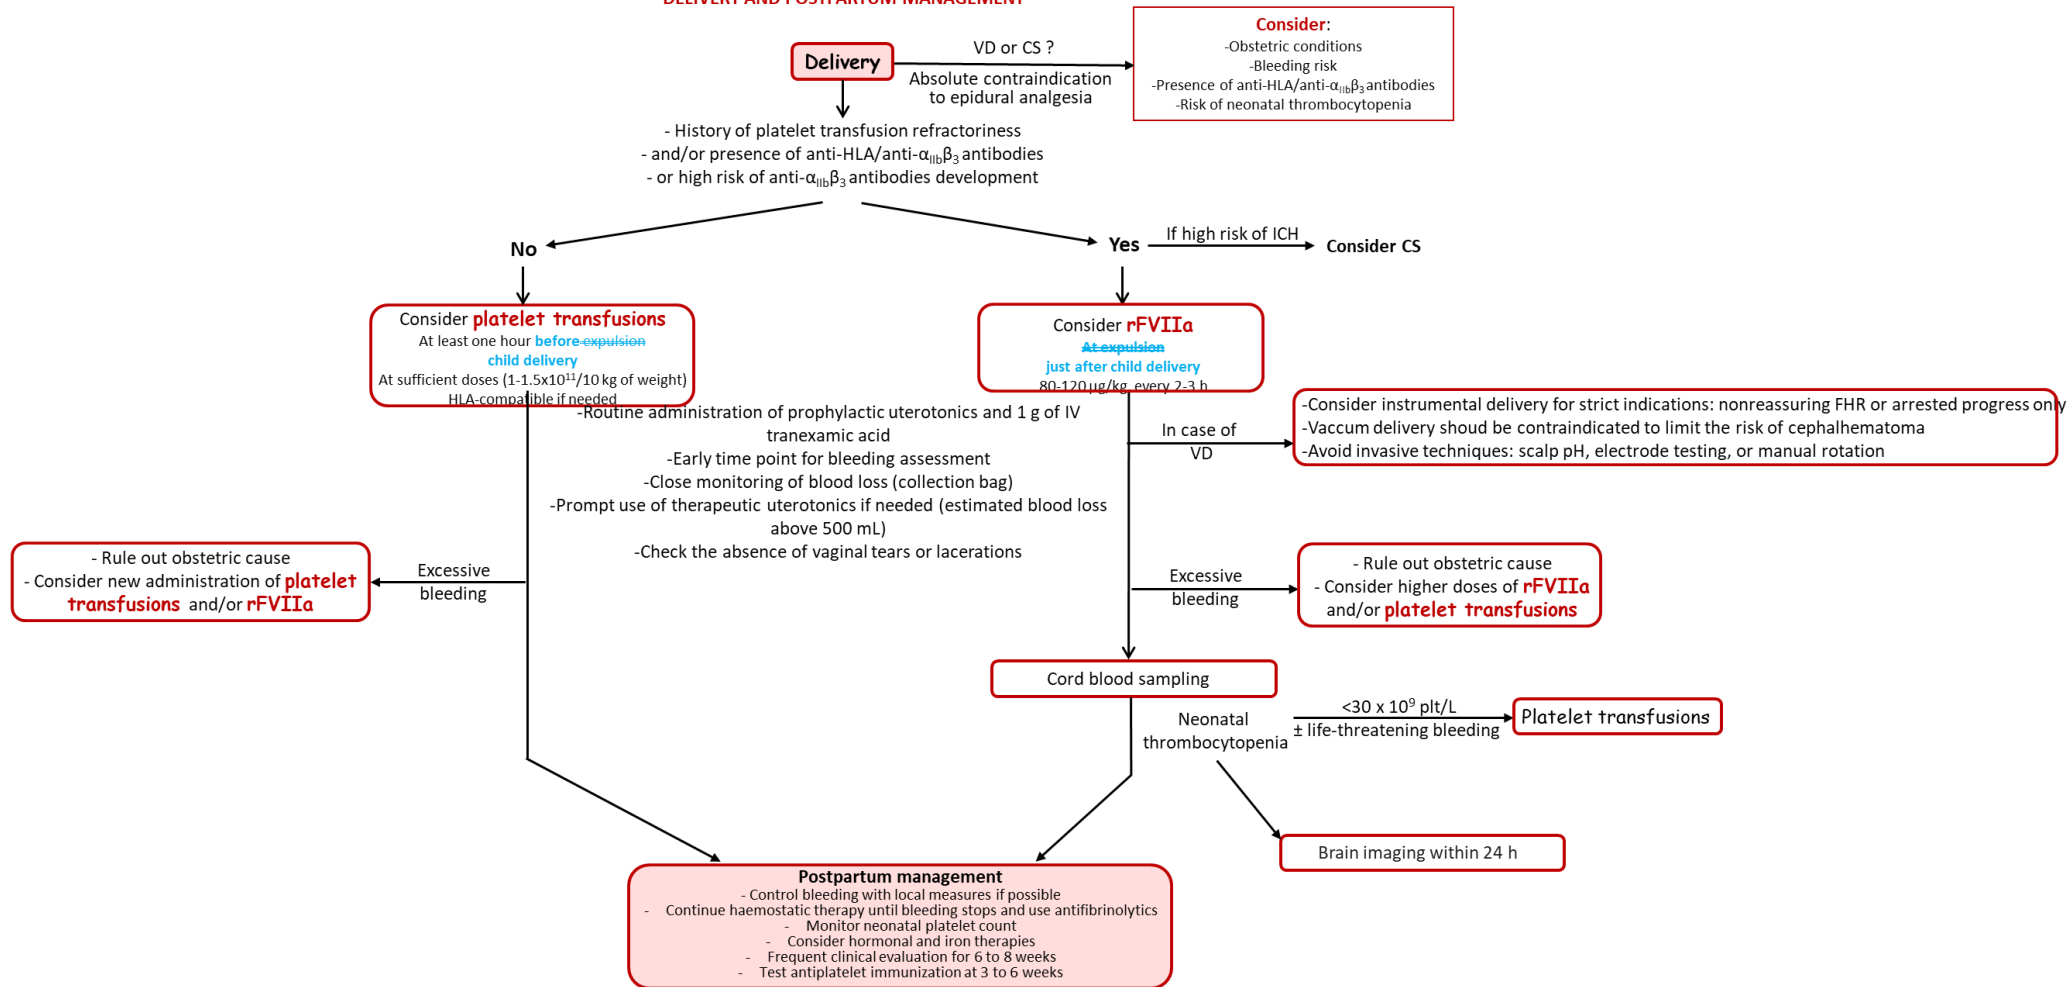 DELIVERY AND POSTPARTUM MANAGEMENT
Delivery
VD or CS ?
Absolute contraindication
to epidural analgesia
Consider:
-Obstetric conditions
-Bleeding risk
-Presence of anti-HLA/anti-αIIbβ3 antibodies
-Risk of neonatal thrombocytopenia
- History of platelet transfusion refractoriness
- and/or presence of anti-HLA/anti-αIIbβ3 antibodies
- or high risk of anti-αIIbβ3 antibodies development
No
Yes
If high risk of ICH
Consider CS
Consider platelet transfusions
At least one hour before expulsion
child delivery
At sufficient doses (1-1.5x10¹¹/10 kg of weight)
HLA-compatible if needed
Consider rFVIIa
At expulsion
just after child delivery
80-120 µg/kg, every 2-3 h
-Routine administration of prophylactic uterotonics and 1 g of IV
tranexamic acid
-Early time point for bleeding assessment
-Close monitoring of blood loss (collection bag)
-Prompt use of therapeutic uterotonics if needed (estimated blood loss
above 500 mL)
-Check the absence of vaginal tears or lacerations
In case of
VD
-Consider instrumental delivery for strict indications: nonreassuring FHR or arrested progress only
-Vaccum delivery shoud be contraindicated to limit the risk of cephalhematoma
-Avoid invasive techniques: scalp pH, electrode testing, or manual rotation
Excessive
bleeding
- Rule out obstetric cause
- Consider new administration of platelet
transfusions and/or rFVIIa
Excessive
bleeding
- Rule out obstetric cause
- Consider higher doses of rFVIIa
and/or platelet transfusions
Cord blood sampling
Neonatal
thrombocytopenia
<30 x 10⁹ plt/L
± life-threatening bleeding
Platelet transfusions
Brain imaging within 24 h
Postpartum management
- Control bleeding with local measures if possible
- Continue haemostatic therapy until bleeding stops and use antifibrinolytics
- Monitor neonatal platelet count
- Consider hormonal and iron therapies
- Frequent clinical evaluation for 6 to 8 weeks
- Test antiplatelet immunization at 3 to 6 weeks